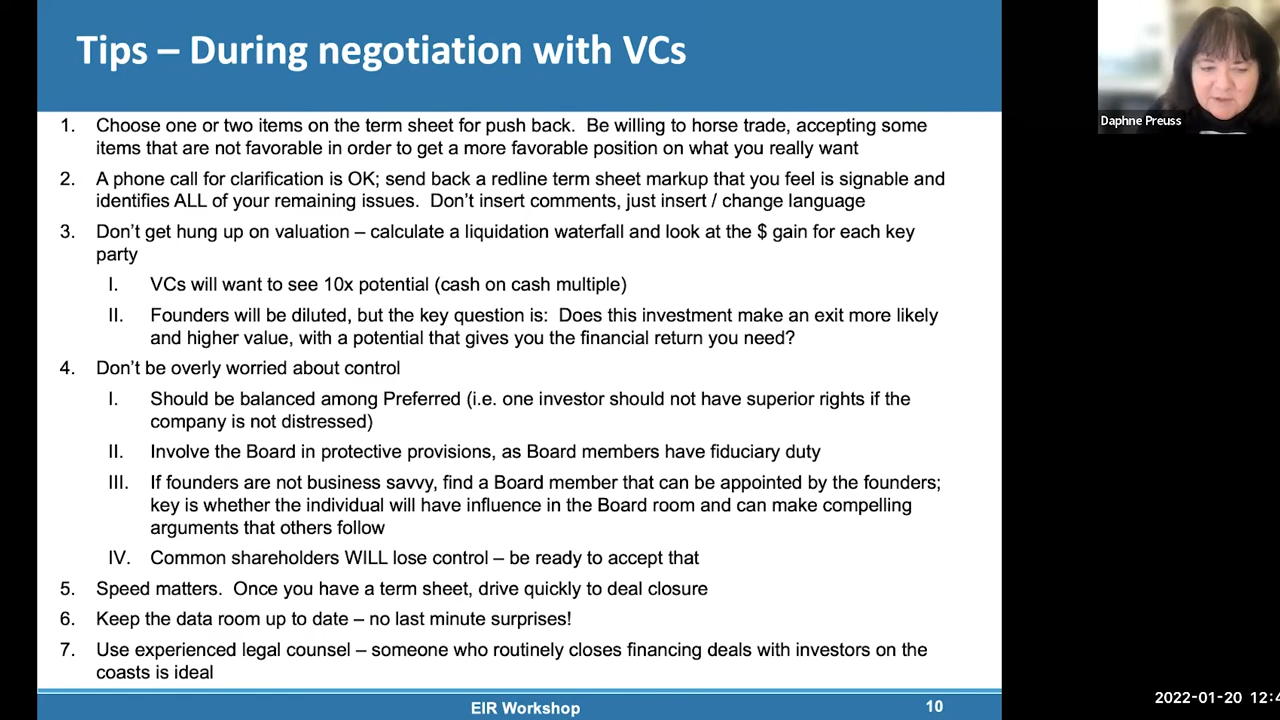 Tips – During negotiation with VCs
Daphne Preuss
1. Choose one or two items on the term sheet for push back.  Be willing to horse trade, accepting some
items that are not favorable in order to get a more favorable position on what you really want
2. A phone call for clarification is OK; send back a redline term sheet markup that you feel is signable and
identifies ALL of your remaining issues.  Don't insert comments, just insert / change language
3. Don't get hung up on valuation – calculate a liquidation waterfall and look at the $ gain for each key
party
I. VCs will want to see 10x potential (cash on cash multiple)
II. Founders will be diluted, but the key question is:  Does this investment make an exit more likely
and higher value, with a potential that gives you the financial return you need?
4. Don't be overly worried about control
I. Should be balanced among Preferred (i.e. one investor should not have superior rights if the
company is not distressed)
II. Involve the Board in protective provisions, as Board members have fiduciary duty
III. If founders are not business savvy, find a Board member that can be appointed by the founders;
key is whether the individual will have influence in the Board room and can make compelling
arguments that others follow
IV. Common shareholders WILL lose control – be ready to accept that
5. Speed matters.  Once you have a term sheet, drive quickly to deal closure
6. Keep the data room up to date – no last minute surprises!
7. Use experienced legal counsel – someone who routinely closes financing deals with investors on the
coasts is ideal
EIR Workshop
10
2022-01-20 12:4